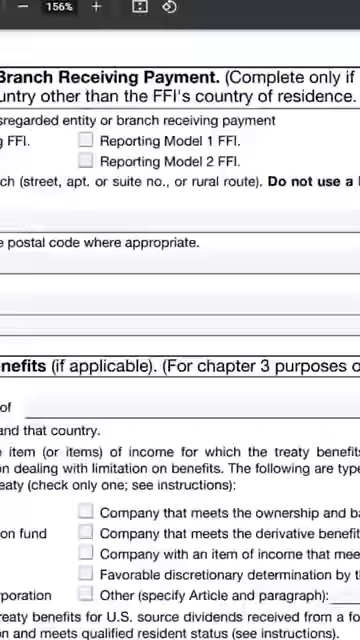 156%
Branch Receiving Payment. (Complete only if
untry other than the FFI's country of residence.
sregarded entity or branch receiving payment
g FFI.
Reporting Model 1 FFI.
Reporting Model 2 FFI.
ch (street, apt. or suite no., or rural route). Do not use a
e postal code where appropriate.
nefits (if applicable). (For chapter 3 purposes o
of
and that country.
e item (or items) of income for which the treaty benefits
on dealing with limitation on benefits. The following are type
eaty (check only one; see instructions):
Company that meets the ownership and ba
on fund
Company that meets the derivative benefit
Company with an item of income that mee
Favorable discretionary determination by t
orporation
Other (specify Article and paragraph):
reaty benefits for U.S. source dividends received from a fo
n and meets qualified resident status (see instructions).